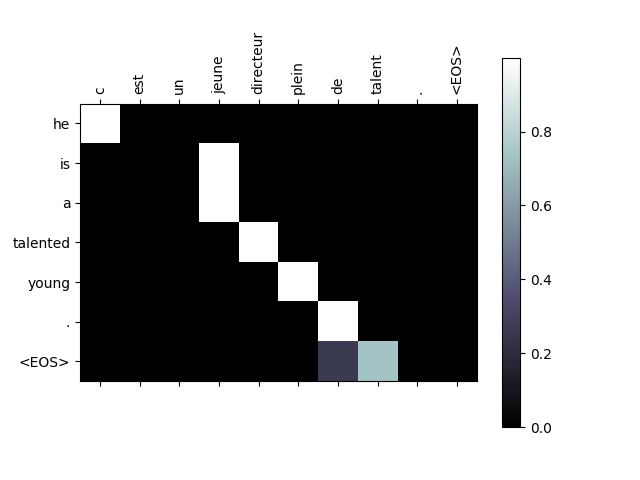 c est un jeune directeur plein de talent . <EOS>
he
is
a
talented
young
.
<EOS>
0.8
0.6
0.4
0.2
0.0